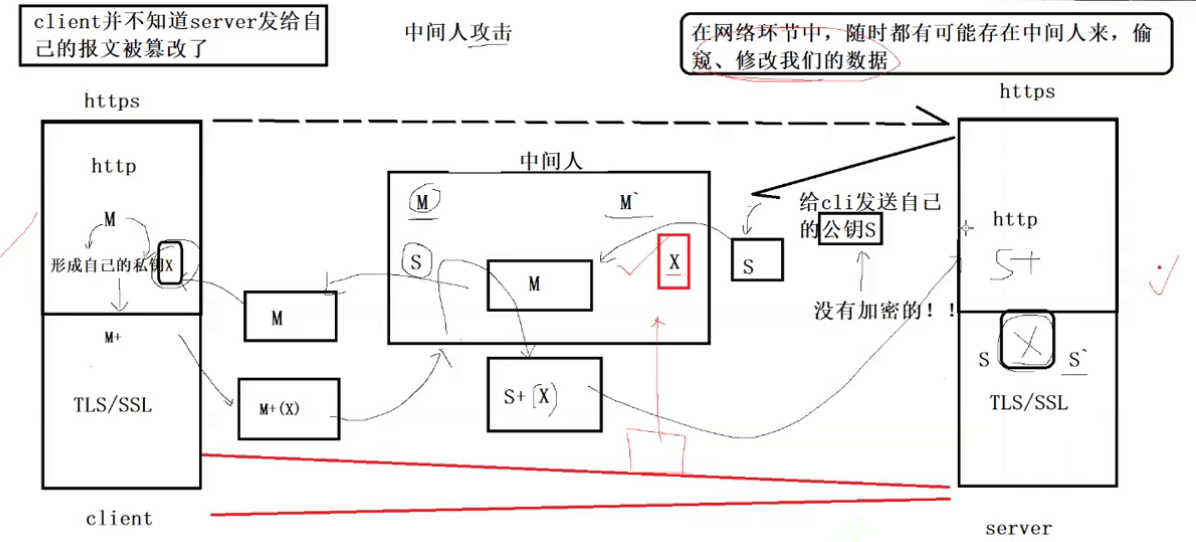 client并不知道server发给自
己的报文被篡改了
中间人攻击
在网络环节中，随时都有可能存在中间人来，偷
窥、修改我们的数据
https
https
http
中间人
M
M`
给cli发送自己
的公钥S
http
M
形成自己的私钥X
S
X
S
S+
M
没有加密的！！
M
M+
S
X
S`
S+(X)
TLS/SSL
M+(X)
TLS/SSL
client
server